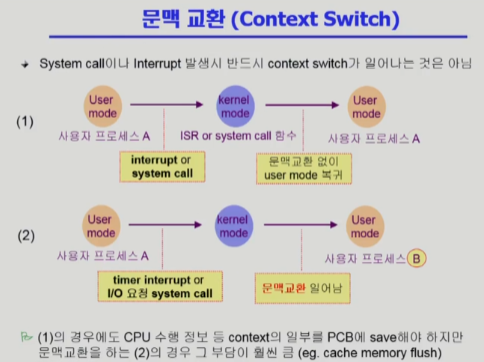 문맥 교환 (Context Switch)
System call이나 Interrupt 발생시 반드시 context switch가 일어나는 것은 아님
(1)
User mode
kernel mode
User mode
사용자 프로세스 A
ISR or system call 함수
사용자 프로세스 A
interrupt or
system call
문맥교환 없이
user mode 복귀
(2)
User mode
kernel mode
User mode
사용자 프로세스 A
사용자 프로세스 B
timer interrupt or
I/O 요청 system call
문맥교환 일어남
(1)의 경우에도 CPU 수행 정보 등 context의 일부를 PCB에 save해야 하지만
문맥교환을 하는 (2)의 경우 그 부담이 훨씬 큼 (eg. cache memory flush)